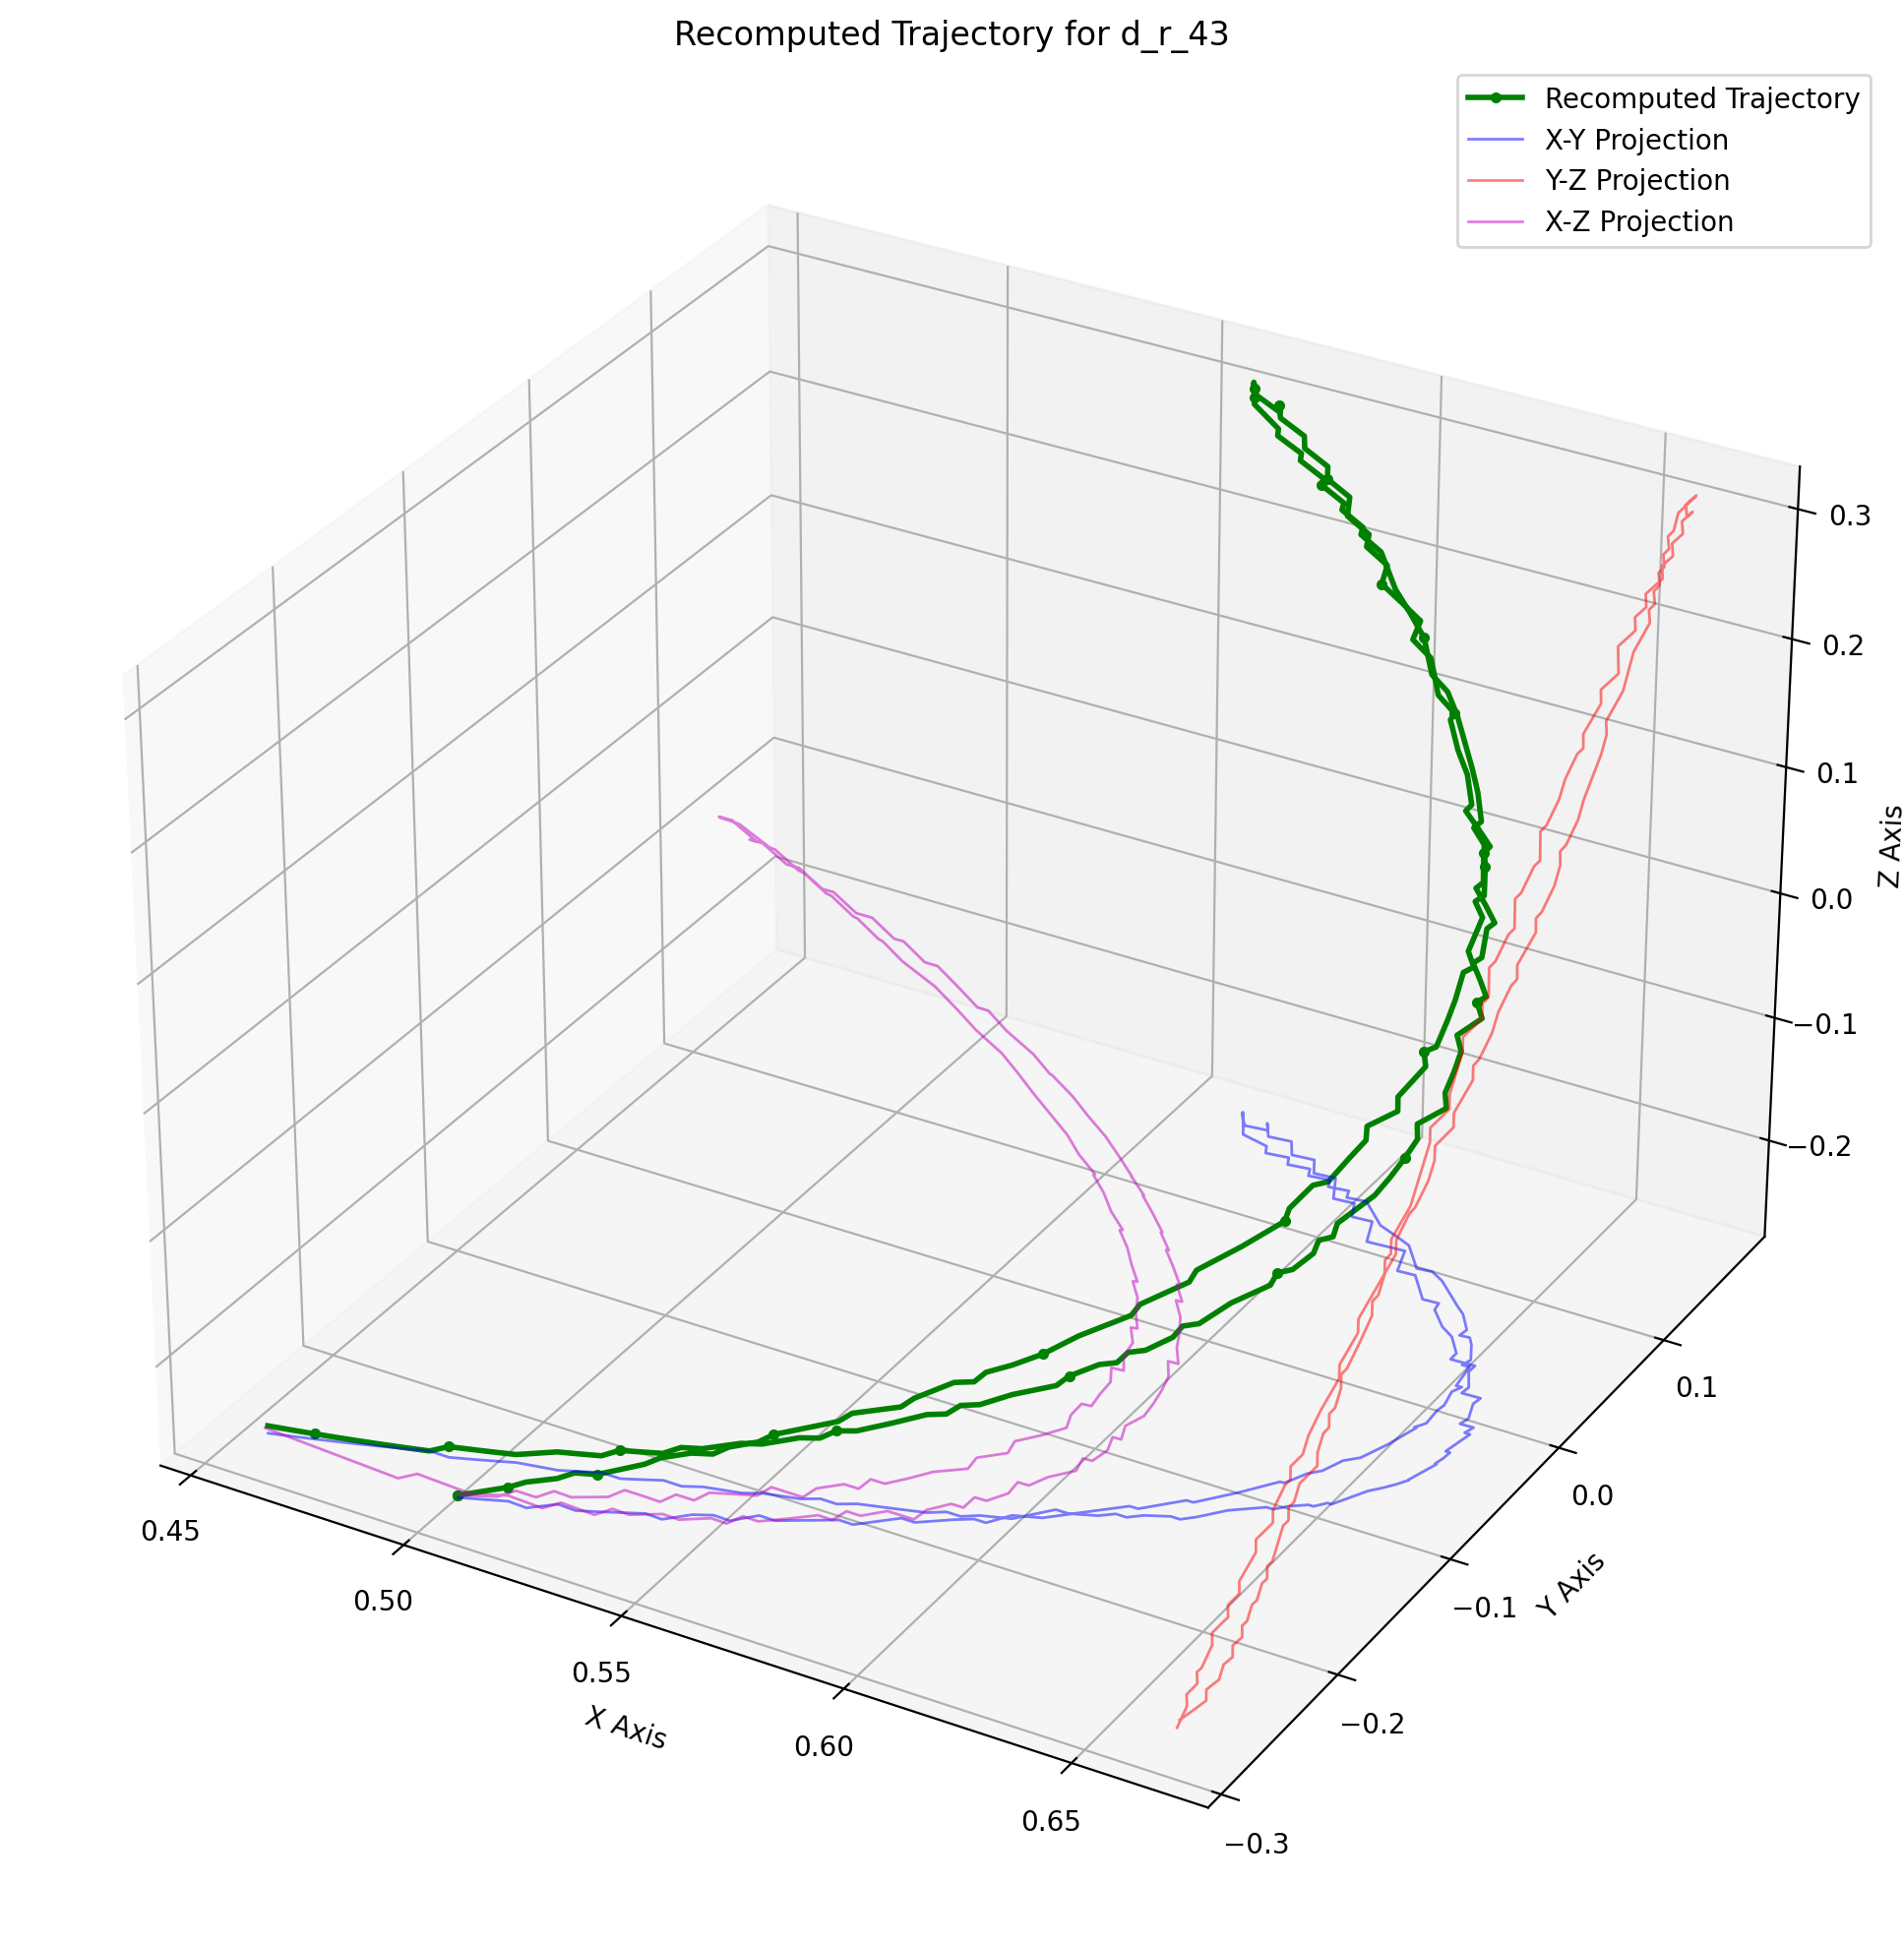 Recomputed Trajectory for d_r_43
Recomputed Trajectory
X-Y Projection
Y-Z Projection
X-Z Projection
0.3
0.2
0.1
0.0
−0.1
−0.2
Z Axis
0.1
0.0
−0.1
−0.2
−0.3
Y Axis
0.45
0.50
0.55
0.60
0.65
X Axis